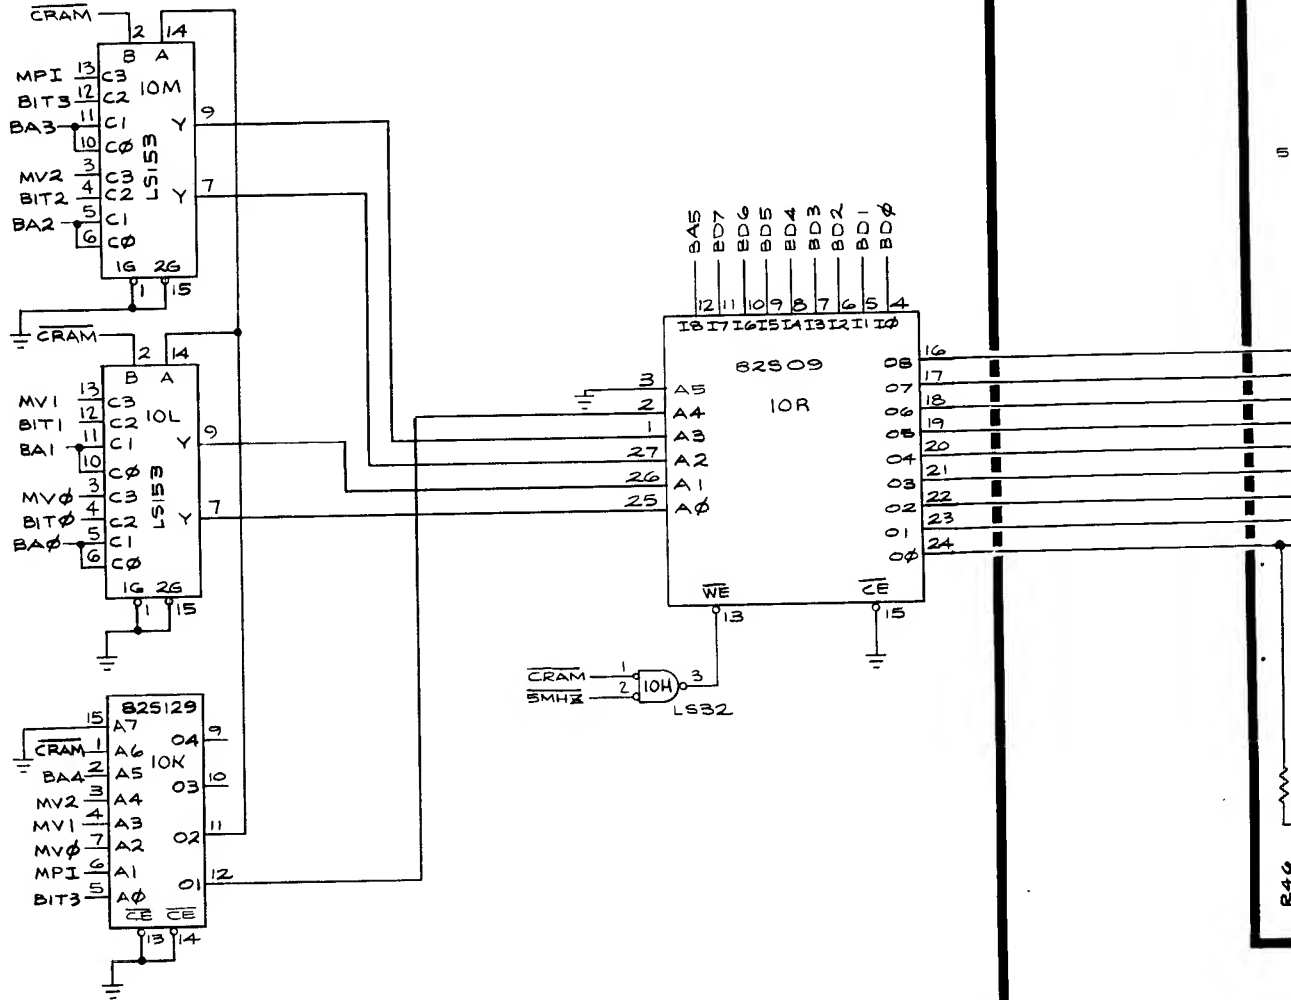 CRAM
2 14
B A
MPI 13 C3
10M
BIT3 12 C2
BA3 11 C1 Y 9
10 CØ
LS153
MV2 3 C3
BIT2 4 C2 Y 7
BA2 5 C1
6 CØ
1G 2G
1 15
CRAM
2 14
B A
MV1 13 C3
BIT1 12 C2
10L
BA1 11 C1 Y 9
10 CØ
LS153
MVØ 3 C3
BITØ 4 C2 Y 7
BAØ 5 C1
6 CØ
1G 2G
1 15
82S129
15 A7 O4 9
CRAM 1 A6
10K
BA4 2 A5 O3 10
MV2 3 A4
MV1 4 A3 O2 11
MVØ 7 A2
MPI 6 A1 O1 12
BIT3 5 AØ
CE CE
13 14
BA5 BD7 BD6 BD5 BD4 BD3 BD2 BD1 BDØ
12 11 10 9 8 7 6 5 4
I8 I7 I6 I5 I4 I3 I2 I1 IØ
82S09
10R
3 A5
2 A4
1 A3
27 A2
26 A1
25 AØ
O8 16
O7 17
O6 18
O5 19
O4 20
O3 21
O2 22
O1 23
OØ 24
WE CE
13 15
CRAM 1
5MHZ 2
10H 3
LS32
5
R46